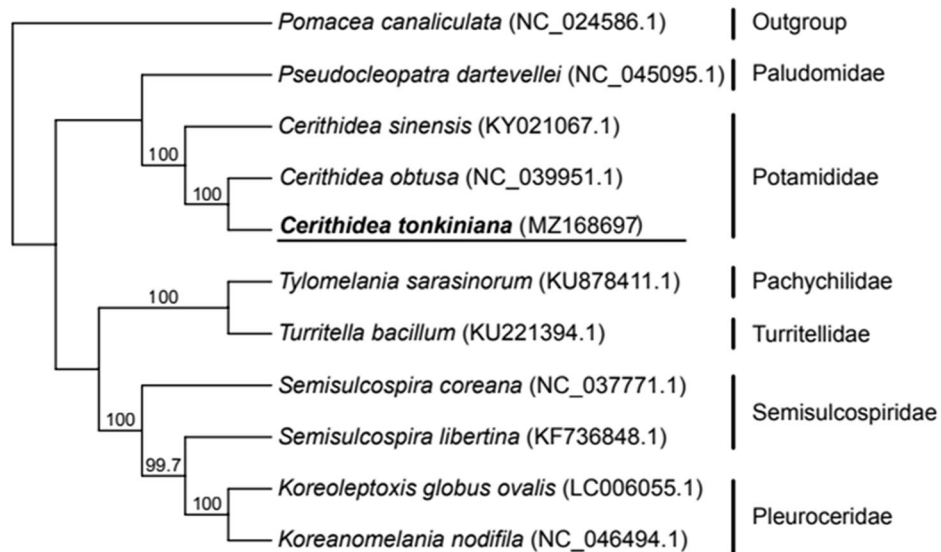 Pomacea canaliculata (NC_024586.1) Outgroup
Pseudocleopatra dartevellei (NC_045095.1) Paludomidae
Cerithidea sinensis (KY021067.1)
100
Cerithidea obtusa (NC_039951.1) Potamididae
100
Cerithidea tonkiniana (MZ168697)
Tylomelania sarasinorum (KU878411.1) Pachychilidae
100
Turritella bacillum (KU221394.1) Turritellidae
Semisulcospira coreana (NC_037771.1)
Semisulcospiridae
100
Semisulcospira libertina (KF736848.1)
99.7
Koreoleptoxis globus ovalis (LC006055.1)
100
Pleuroceridae
Koreanomelania nodifila (NC_046494.1)